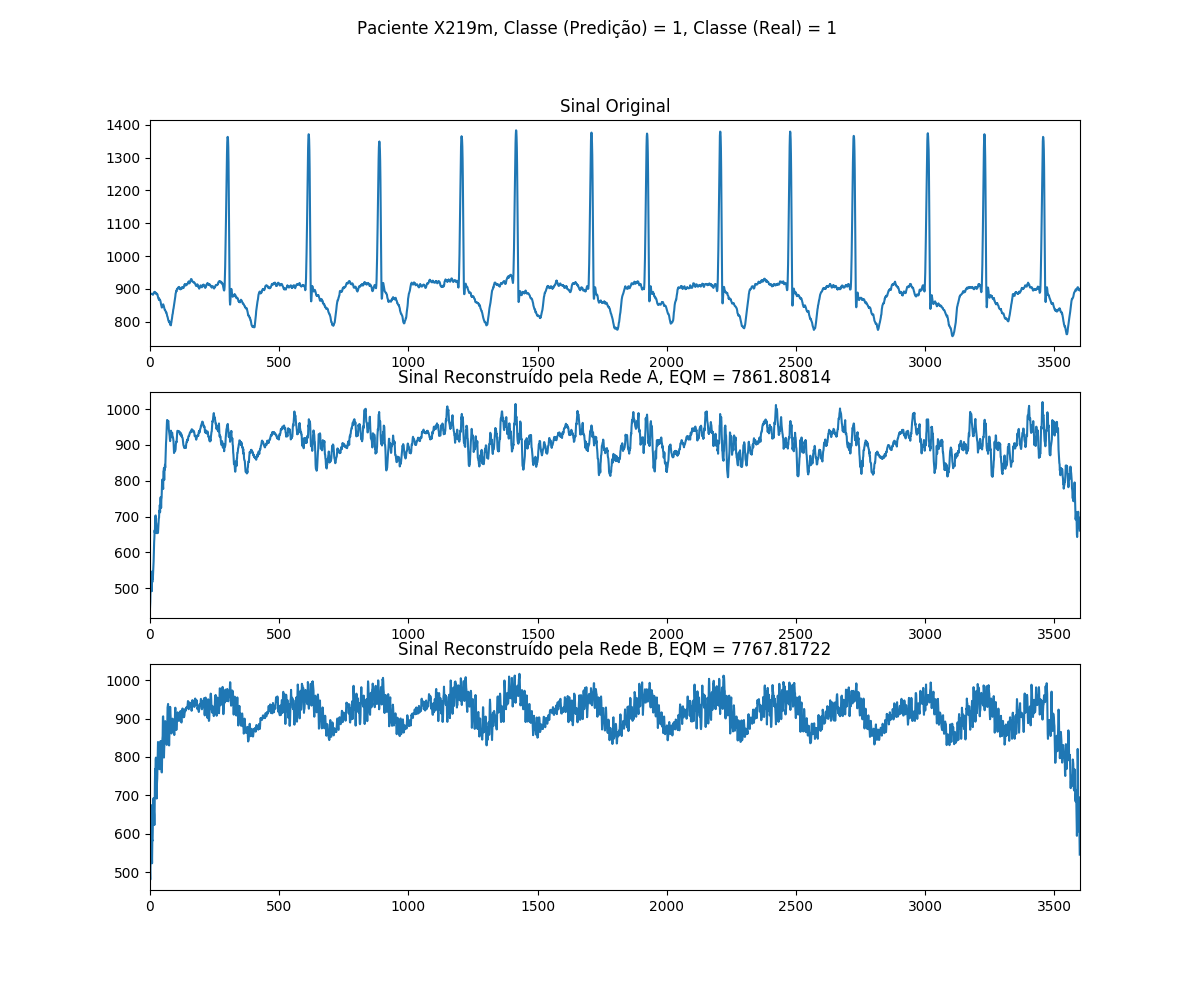 Paciente X219m, Classe (Predição) = 1, Classe (Real) = 1
Sinal Original
1400
1300
1200
1100
1000
900
800
0 500 1000 1500 2000 2500 3000 3500
Sinal Reconstruído pela Rede A, EQM = 7861.80814
1000
900
800
700
600
500
0 500 1000 1500 2000 2500 3000 3500
Sinal Reconstruído pela Rede B, EQM = 7767.81722
1000
900
800
700
600
500
0 500 1000 1500 2000 2500 3000 3500